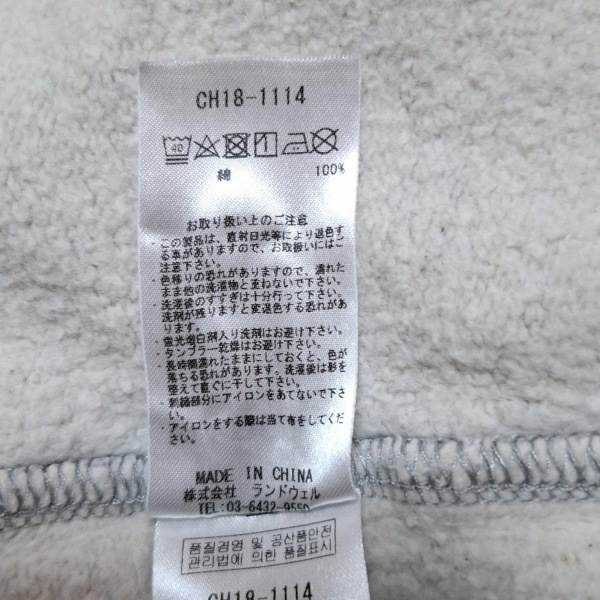 CH18-1114
40
綿 100%
お取り扱い上のご注意
・この製品は、直射日光等により退色す
る事がありますので、お取扱いにはご
注意下さい。
・色移りの恐れがありますので、濡れた
まま他の洗濯物と重ねないで下さい。
・洗濯後のすすぎは十分行って下さい。
洗剤が残りますと変退色する恐れがあ
ります。
・蛍光増白剤入り洗剤はお避け下さい。
・タンブラー乾燥はお避け下さい。
・長時間濡れたままにしておくと、色が
落ちる恐れがあります。洗濯後は形を
整えて直ぐに干して下さい。
・刺繍部分にアイロンをあてないで下さ
い。
・アイロンをする際は当て布をしてくだ
さい。
MADE IN CHINA
株式会社 ランドウェル
TEL:03-6432-9550
품질경영 및 공산품안전
관리법에 의한 품질표시
CH18-1114